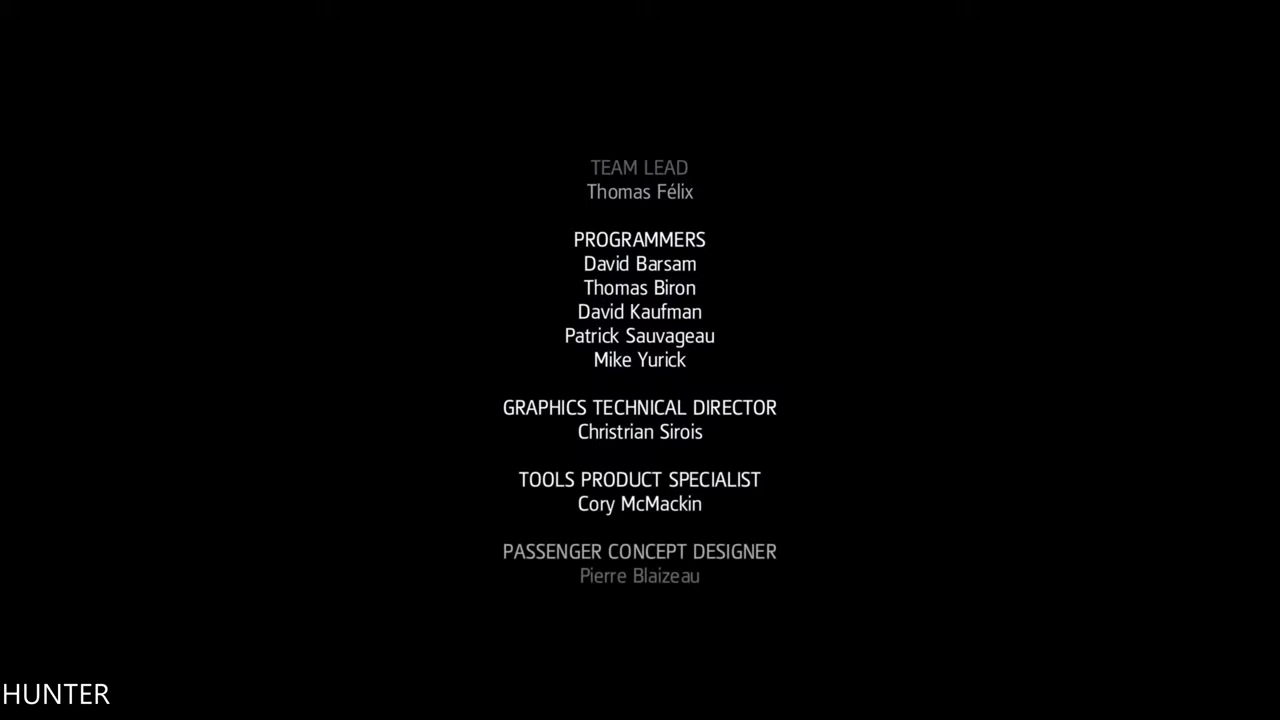 TEAM LEAD
Thomas Félix
PROGRAMMERS
David Barsam
Thomas Biron
David Kaufman
Patrick Sauvageau
Mike Yurick
GRAPHICS TECHNICAL DIRECTOR
Christrian Sirois
TOOLS PRODUCT SPECIALIST
Cory McMackin
PASSENGER CONCEPT DESIGNER
Pierre Blaizeau
HUNTER